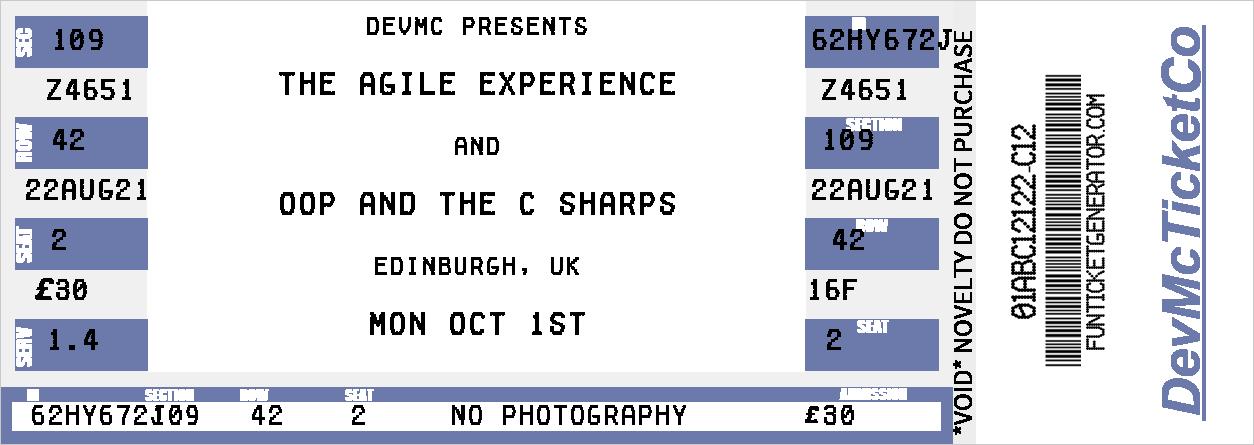 SEC 109
Z4651
ROW 42
22AUG21
SEAT 2
£30
SERV 1.4
DEVMC PRESENTS
THE AGILE EXPERIENCE
AND
OOP AND THE C SHARPS
EDINBURGH, UK
MON OCT 1ST
62HY672J
Z4651
SECTION
109
22AUG21
ROW
42
16F
SEAT
2
SECTION ROW SEAT ADMISSION
62HY672J 109 42 2 NO PHOTOGRAPHY £30
*VOID* NOVELTY DO NOT PURCHASE
01ABC12122-C12
FUNTICKETGENERATOR.COM
DevMcTicketCo